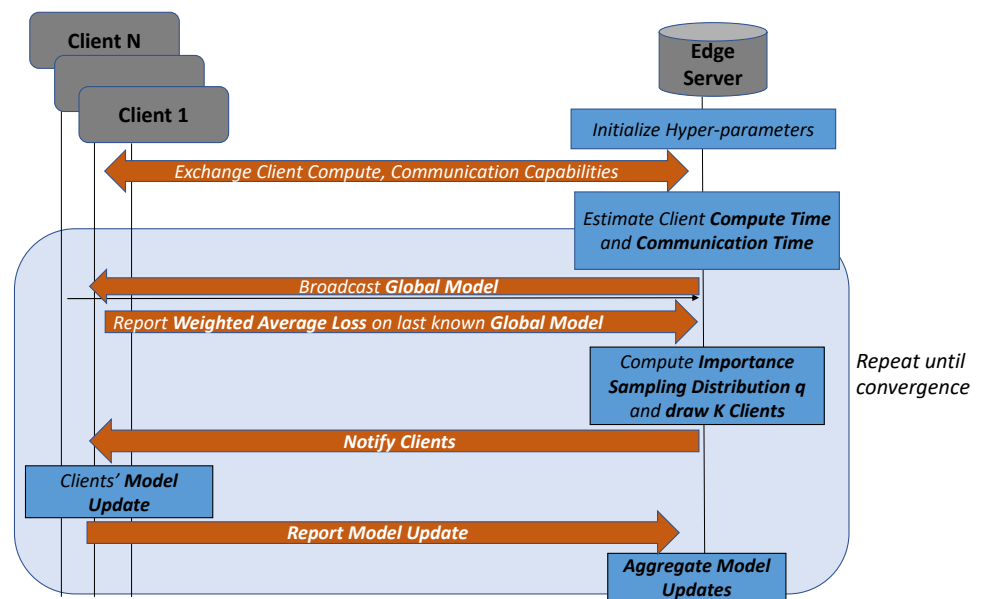 Client N
Client 1
Edge
Server
Initialize Hyper-parameters
Exchange Client Compute, Communication Capabilities
Estimate Client Compute Time
and Communication Time
Broadcast Global Model
Report Weighted Average Loss on last known Global Model
Compute Importance
Sampling Distribution q
and draw K Clients
Repeat until
convergence
Notify Clients
Clients' Model
Update
Report Model Update
Aggregate Model
Updates